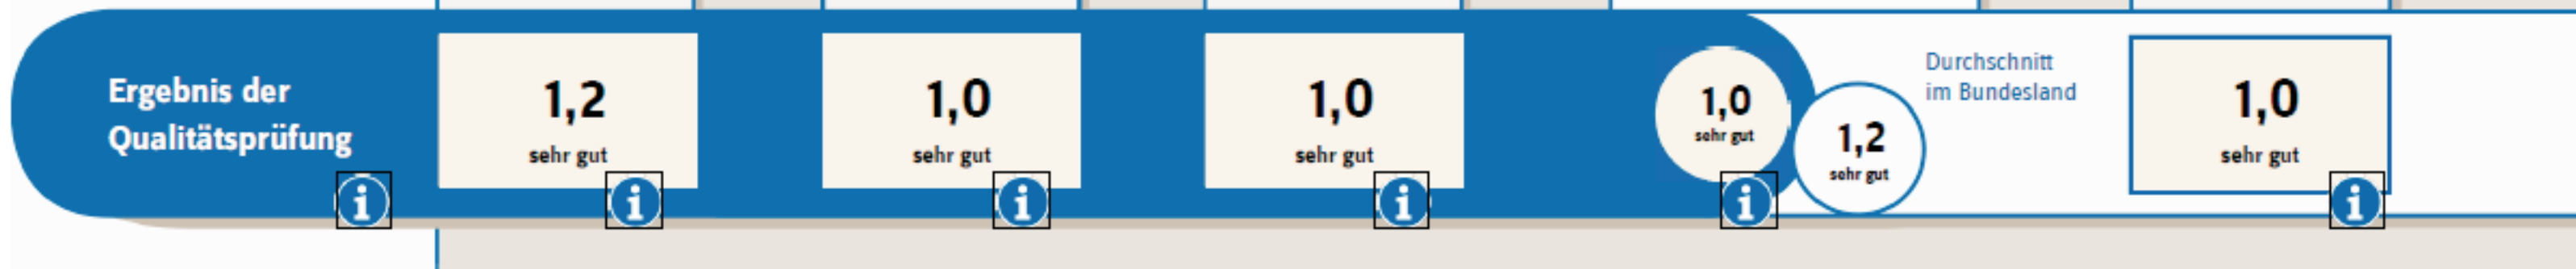 Ergebnis der
Qualitätsprüfung
i
1,2
sehr gut
i
1,0
sehr gut
i
1,0
sehr gut
i
1,0
sehr gut
i
1,2
sehr gut
Durchschnitt
im Bundesland
1,0
sehr gut
i